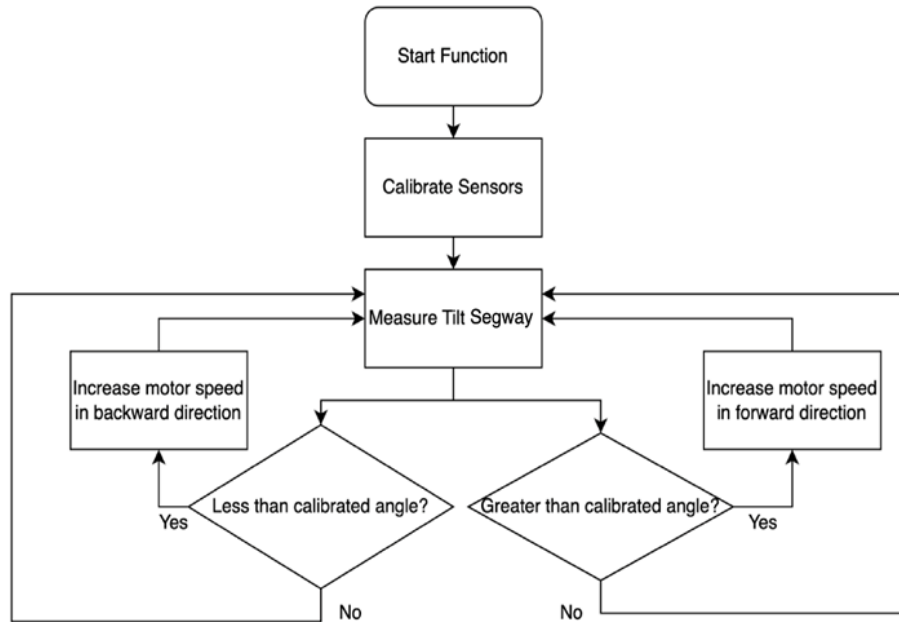 Start Function
Calibrate Sensors
Measure Tilt Segway
Increase motor speed
in backward direction
Increase motor speed
in forward direction
Less than calibrated angle?
Greater than calibrated angle?
Yes
Yes
No
No